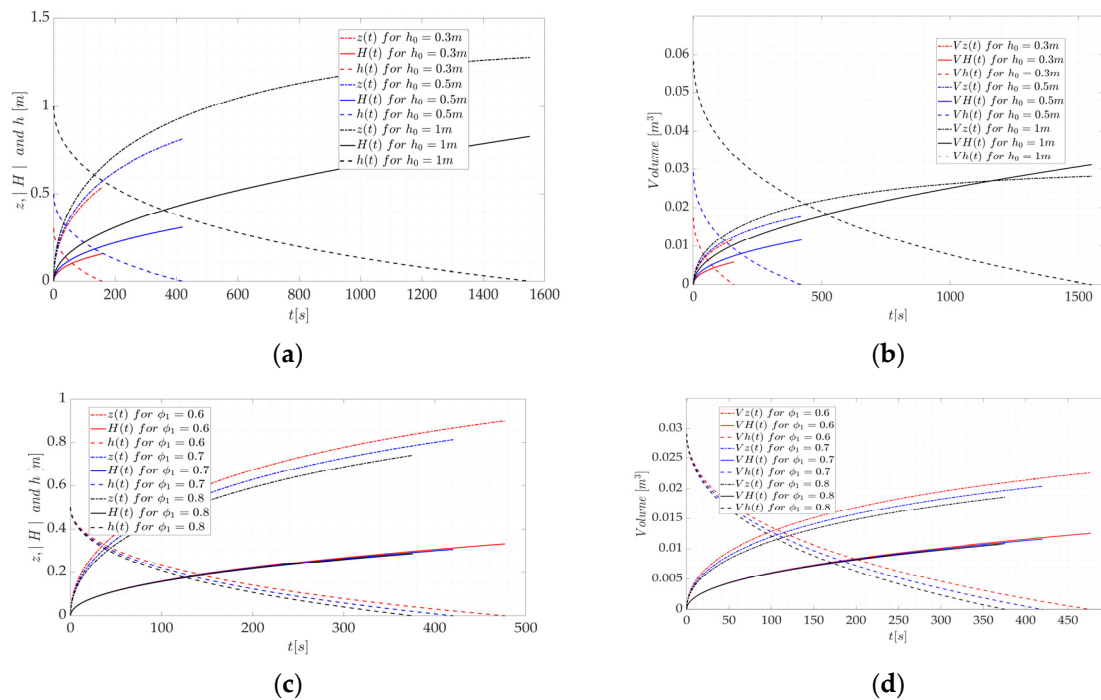 1.5
1
0.5
0
z, | H | and h [m]
z(t) for h₀ = 0.3m
H(t) for h₀ = 0.3m
h(t) for h₀ = 0.3m
z(t) for h₀ = 0.5m
H(t) for h₀ = 0.5m
h(t) for h₀ = 0.5m
z(t) for h₀ = 1m
H(t) for h₀ = 1m
h(t) for h₀ = 1m
0 200 400 600 800 1000 1200 1400 1600
t[s]
(a)
0.06
0.05
0.04
0.03
0.02
0.01
0
Volume [m³]
Vz(t) for h₀ = 0.3m
VH(t) for h₀ = 0.3m
Vh(t) for h₀ = 0.3m
Vz(t) for h₀ = 0.5m
VH(t) for h₀ = 0.5m
Vh(t) for h₀ = 0.5m
Vz(t) for h₀ = 1m
VH(t) for h₀ = 1m
Vh(t) for h₀ = 1m
0 500 1000 1500
t[s]
(b)
1
0.8
0.6
0.4
0.2
0
z, | H | and h [m]
z(t) for ϕ₁ = 0.6
H(t) for ϕ₁ = 0.6
h(t) for ϕ₁ = 0.6
z(t) for ϕ₁ = 0.7
H(t) for ϕ₁ = 0.7
h(t) for ϕ₁ = 0.7
z(t) for ϕ₁ = 0.8
H(t) for ϕ₁ = 0.8
h(t) for ϕ₁ = 0.8
0 100 200 300 400 500
t[s]
(c)
0.03
0.025
0.02
0.015
0.01
0.005
0
Volume [m³]
Vz(t) for ϕ₁ = 0.6
VH(t) for ϕ₁ = 0.6
Vh(t) for ϕ₁ = 0.6
Vz(t) for ϕ₁ = 0.7
VH(t) for ϕ₁ = 0.7
Vh(t) for ϕ₁ = 0.7
Vz(t) for ϕ₁ = 0.8
VH(t) for ϕ₁ = 0.8
Vh(t) for ϕ₁ = 0.8
0 50 100 150 200 250 300 350 400 450
t[s]
(d)